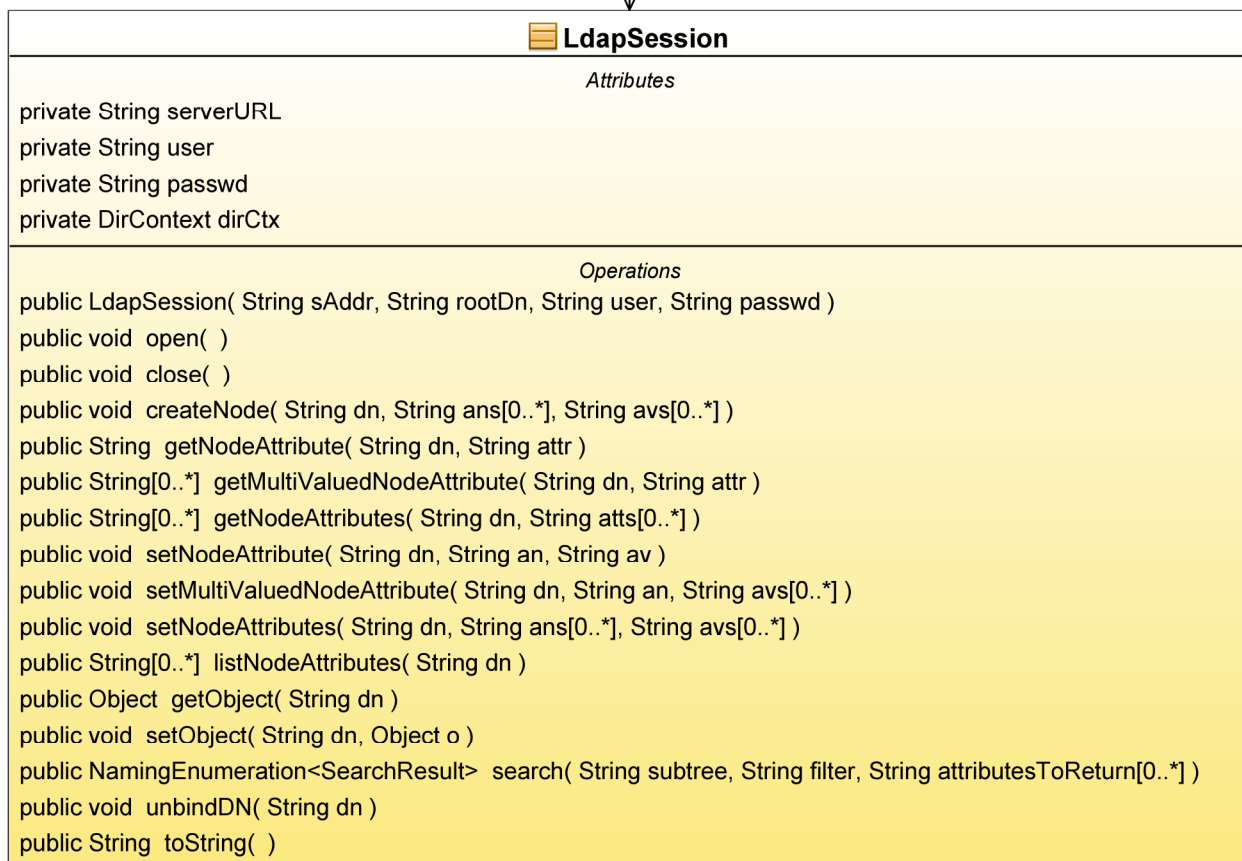 LdapSession
Attributes
private String serverURL
private String user
private String passwd
private DirContext dirCtx
Operations
public LdapSession( String sAddr, String rootDn, String user, String passwd )
public void open( )
public void close( )
public void createNode( String dn, String ans[0..*], String avs[0..*] )
public String getNodeAttribute( String dn, String attr )
public String[0..*] getMultiValuedNodeAttribute( String dn, String attr )
public String[0..*] getNodeAttributes( String dn, String atts[0..*] )
public void setNodeAttribute( String dn, String an, String av )
public void setMultiValuedNodeAttribute( String dn, String an, String avs[0..*] )
public void setNodeAttributes( String dn, String ans[0..*], String avs[0..*] )
public String[0..*] listNodeAttributes( String dn )
public Object getObject( String dn )
public void setObject( String dn, Object o )
public NamingEnumeration<SearchResult> search( String subtree, String filter, String attributesToReturn[0..*] )
public void unbindDN( String dn )
public String toString( )